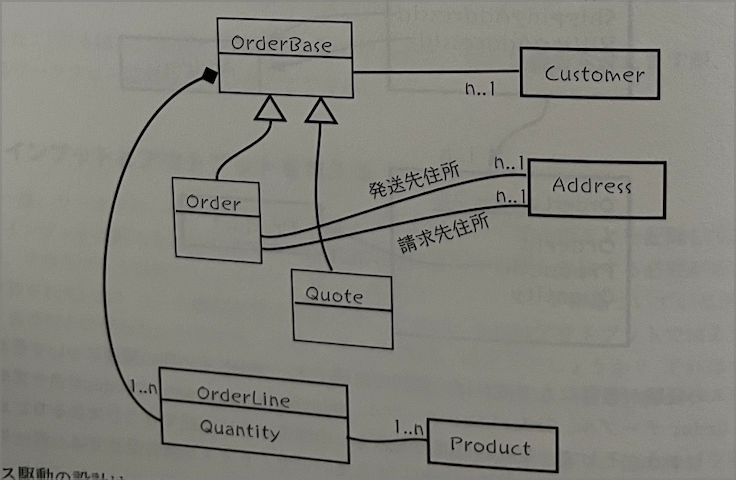 OrderBase
Customer
n..1
発送先住所
n..1
Address
Order
n..1
請求先住所
Quote
1..n
OrderLine
Quantity
1..n
Product
ス駆動の設計い